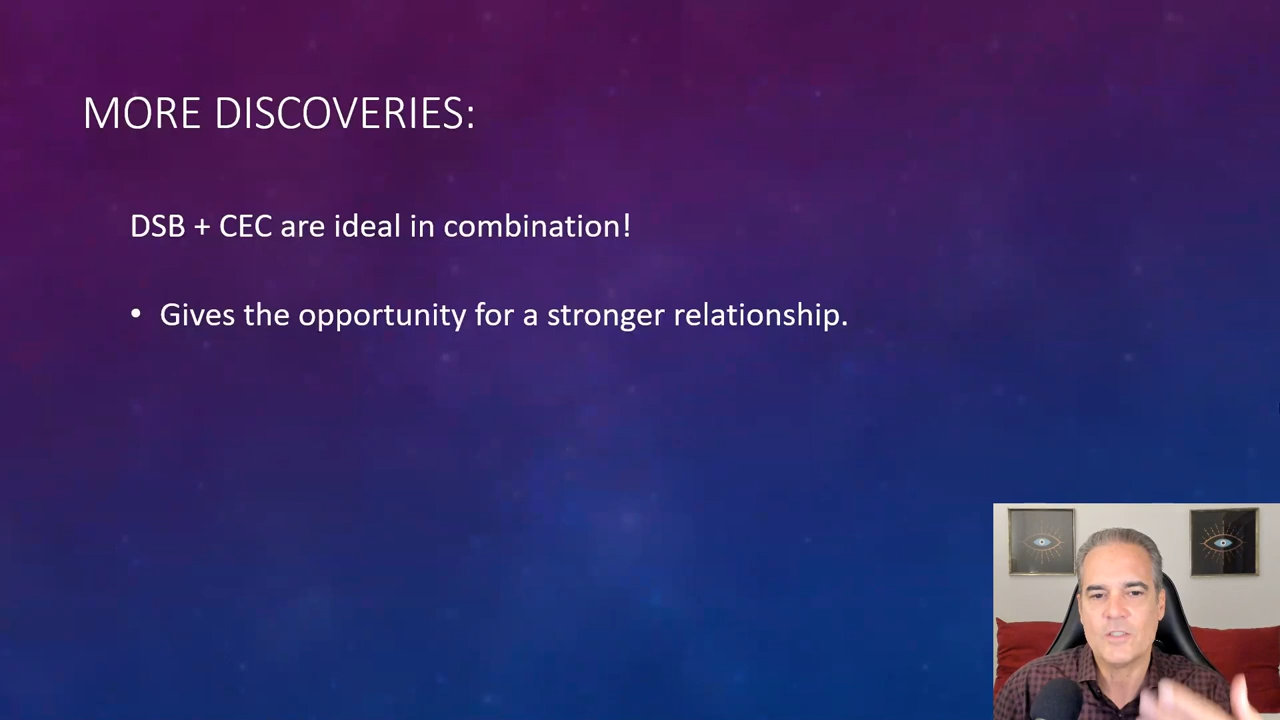 MORE DISCOVERIES:
DSB + CEC are ideal in combination!
• Gives the opportunity for a stronger relationship.